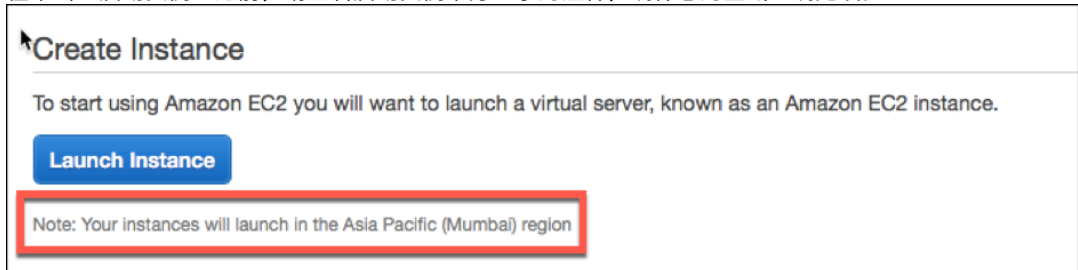 Create Instance
To start using Amazon EC2 you will want to launch a virtual server, known as an Amazon EC2 instance.
Launch Instance
Note: Your instances will launch in the Asia Pacific (Mumbai) region